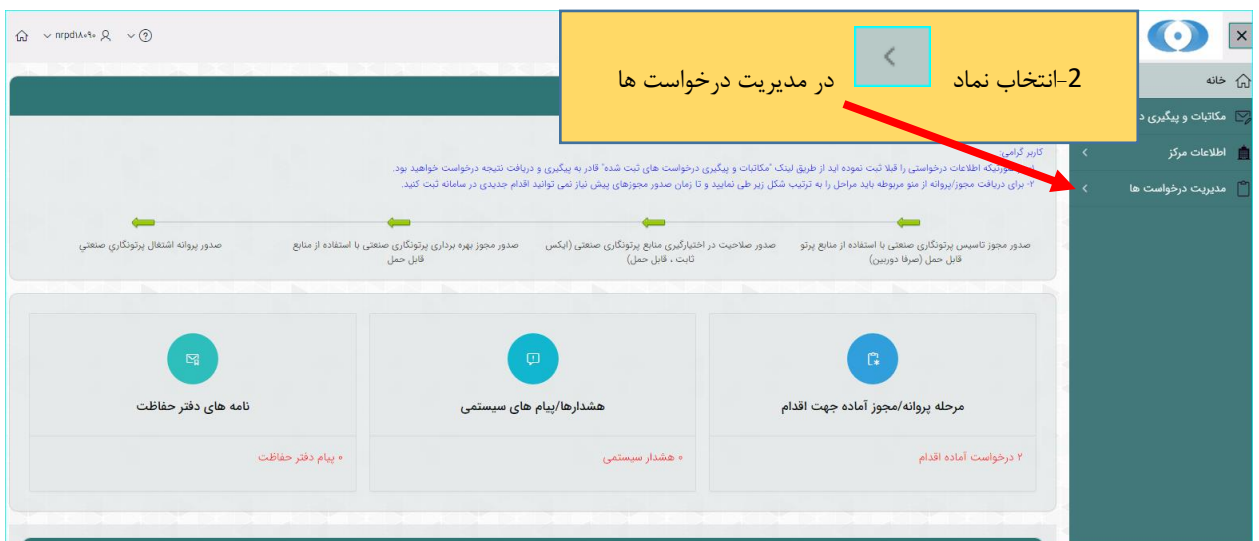 nrpd18090
2-انتخاب نماد < در مدیریت درخواست ها
خانه
مکاتبات و پیگیری د
اطلاعات مرکز
مدیریت درخواست ها
کاربر گرامی:
صورتیکه اطلاعات درخواستی را قبلا ثبت نموده اید از طریق لینک "مکاتبات و پیگیری درخواست های ثبت شده" قادر به پیگیری و دریافت نتیجه درخواست خواهید بود.
۲- برای دریافت مجوز/پروانه از منو مربوطه باید مراحل را به ترتیب شکل زیر طی نمایید و تا زمان صدور مجوزهای پیش نیاز نمی توانید اقدام جدیدی در سامانه ثبت کنید.
صدور مجوز تاسیس پرتونگاری صنعتی با استفاده از منابع پرتو
قابل حمل (صرفا دوربین)
صدور صلاحیت در اختیارگیری منابع پرتونگاری صنعتی (ایکس
ثابت ، قابل حمل)
صدور مجوز بهره برداری پرتونگاری صنعتی با استفاده از منابع
قابل حمل
صدور پروانه اشتغال پرتونگاری صنعتی
مرحله پروانه/مجوز آماده جهت اقدام
۲ درخواست آماده اقدام
هشدارها/پیام های سیستمی
۰ هشدار سیستمی
نامه های دفتر حفاظت
۰ پیام دفتر حفاظت